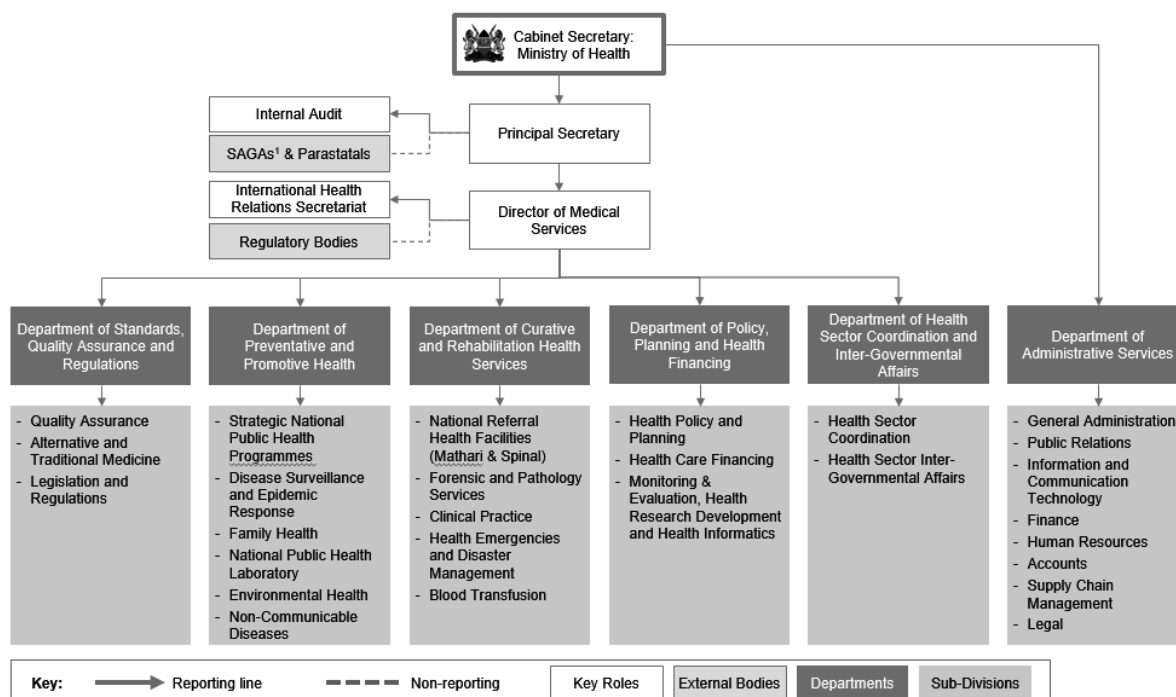 Cabinet Secretary:
Ministry of Health
Internal Audit
SAGAs¹ & Parastatals
Principal Secretary
International Health
Relations Secretariat
Regulatory Bodies
Director of Medical
Services
Department of Standards,
Quality Assurance and
Regulations
- Quality Assurance
- Alternative and
Traditional Medicine
- Legislation and
Regulations
Department of
Preventative and
Promotive Health
- Strategic National
Public Health
Programmes
- Disease Surveillance
and Epidemic
Response
- Family Health
- National Public Health
Laboratory
- Environmental Health
- Non-Communicable
Diseases
Department of Curative
and Rehabilitation Health
Services
- National Referral
Health Facilities
(Mathari & Spinal)
- Forensic and Pathology
Services
- Clinical Practice
- Health Emergencies
and Disaster
Management
- Blood Transfusion
Department of Policy,
Planning and Health
Financing
- Health Policy and
Planning
- Health Care Financing
- Monitoring &
Evaluation, Health
Research Development
and Health Informatics
Department of Health
Sector Coordination and
Inter-Governmental
Affairs
- Health Sector
Coordination
- Health Sector Inter-
Governmental Affairs
Department of
Administrative Services
- General Administration
- Public Relations
- Information and
Communication
Technology
- Finance
- Human Resources
- Accounts
- Supply Chain
Management
- Legal
Key:
Reporting line
Non-reporting
Key Roles
External Bodies
Departments
Sub-Divisions